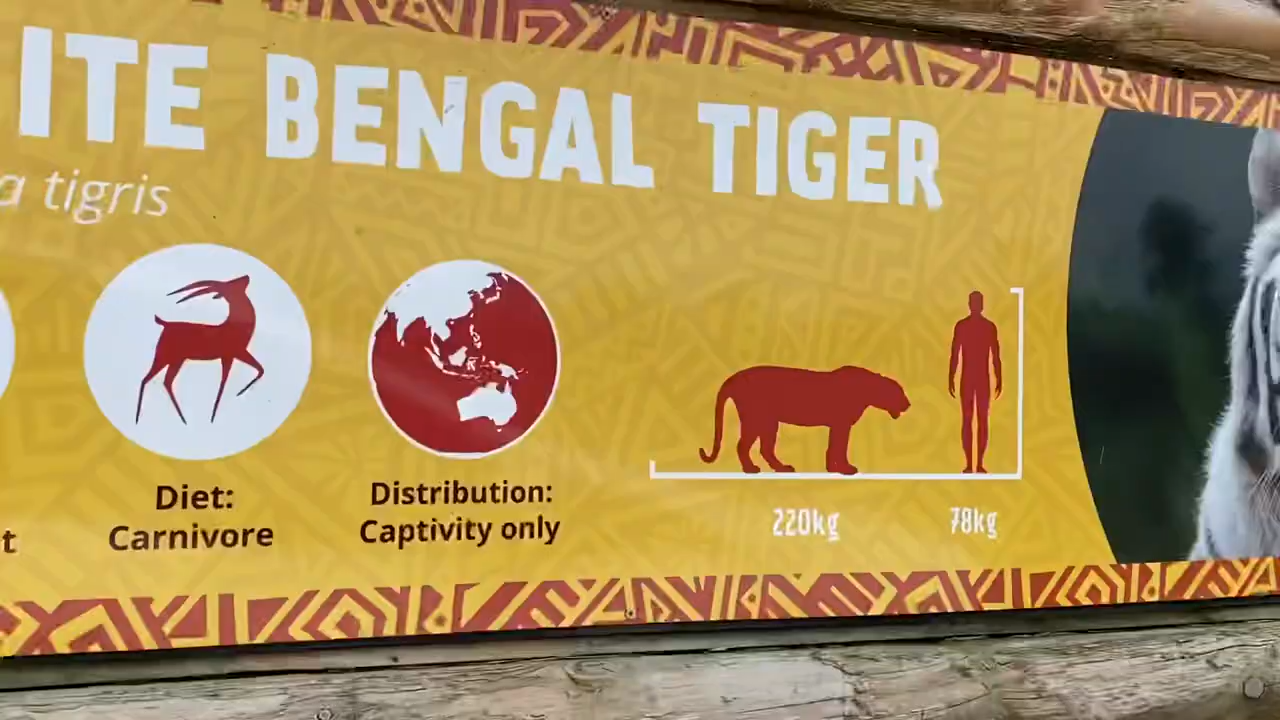 ITE BENGAL TIGER
a tigris
t
Diet:
Carnivore
Distribution:
Captivity only
220kg
78kg